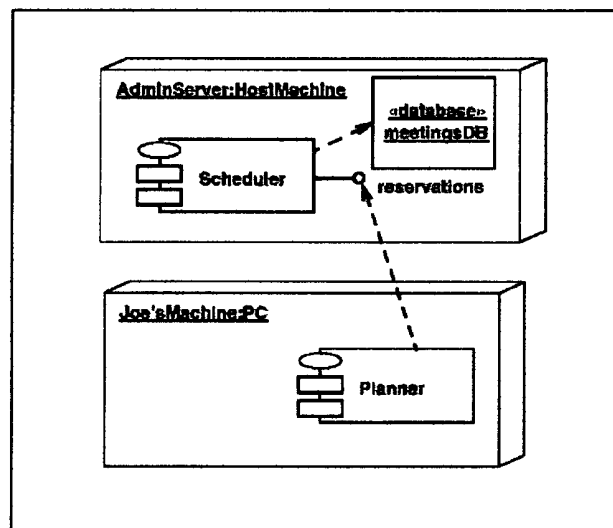 AdminServer:HostMachine
«database»
meetingsDB
Scheduler
reservations
Joe'sMachine:PC
Planner